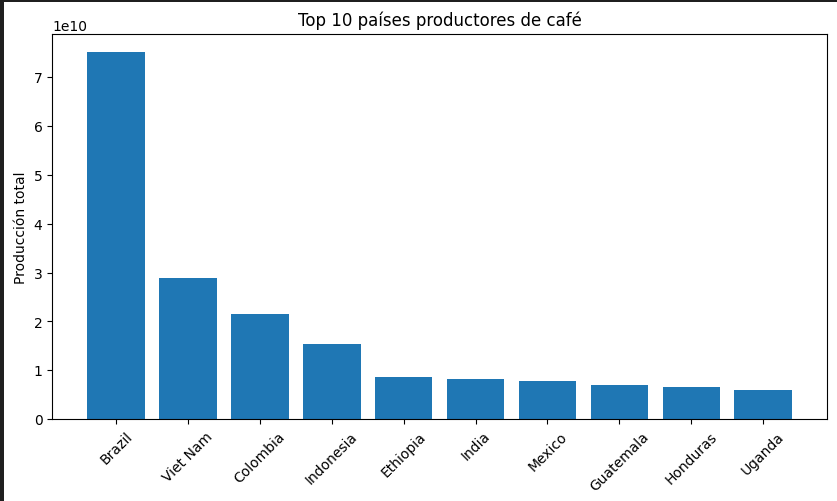 Top 10 países productores de café
1e10
Producción total
7
6
5
4
3
2
1
0
Brazil
Viet Nam
Colombia
Indonesia
Ethiopia
India
Mexico
Guatemala
Honduras
Uganda